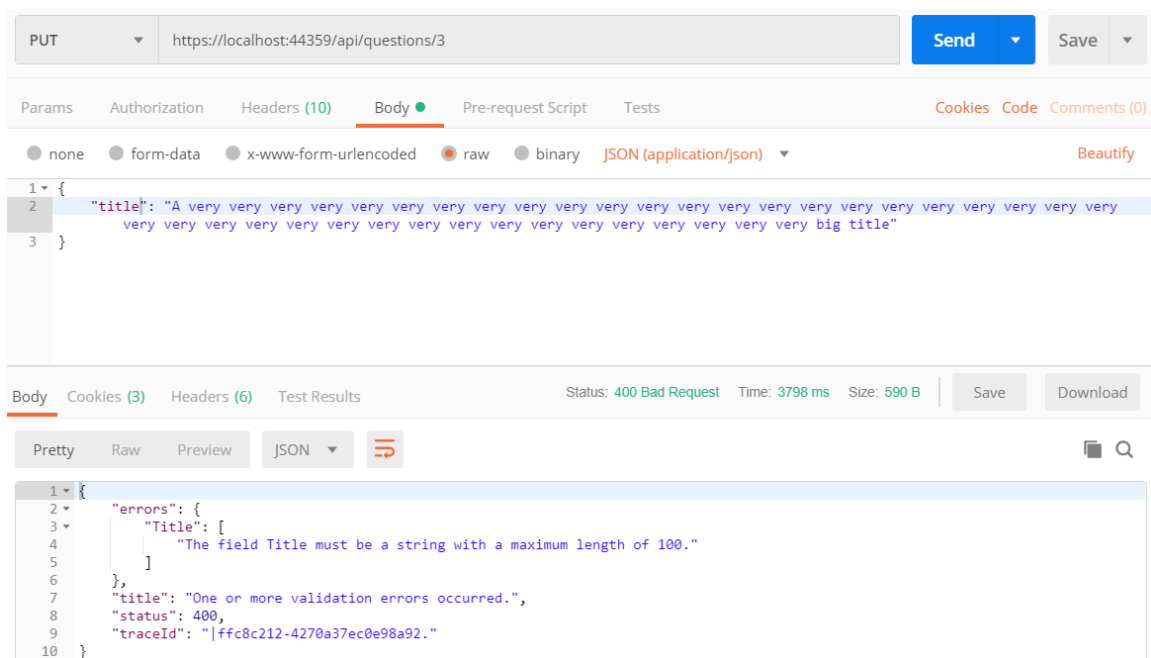 PUT https://localhost:44359/api/questions/3 Send Save
Params Authorization Headers (10) Body Pre-request Script Tests Cookies Code Comments (0)
none form-data x-www-form-urlencoded raw binary JSON (application/json) Beautify
1 {
2 "title": "A very very very very very very very very very very very very very very very very very very very very very very very
very very very very very very very very very very very very very very very very very big title"
3 }
Body Cookies (3) Headers (6) Test Results Status: 400 Bad Request Time: 3798 ms Size: 590 B Save Download
Pretty Raw Preview JSON
1 {
2 "errors": {
3 "Title": [
4 "The field Title must be a string with a maximum length of 100."
5 ]
6 },
7 "title": "One or more validation errors occurred.",
8 "status": 400,
9 "traceId": "|ffc8c212-4270a37ec0e98a92."
10 }